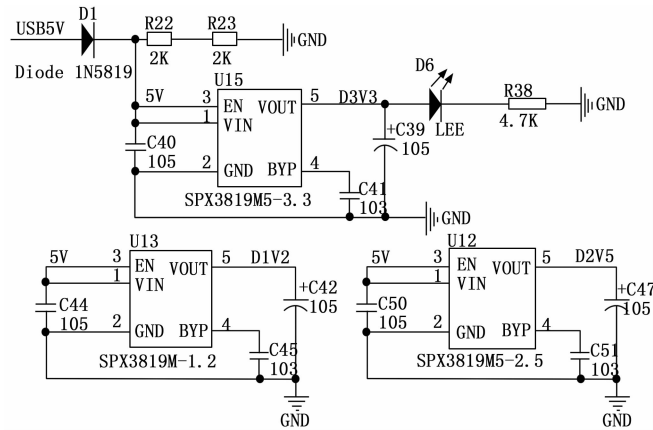 D1 R22 R23
USB5V
GND
Diode 1N5819 2K 2K
U15 D6
5V 3 EN VOUT 5 D3V3 R38
1 VIN
GND
+C39 LEE 4.7K
C40 105
105 2 GND BYP 4
C41
SPX3819M5-3.3 103
GND
U13 U12
5V 3 EN VOUT 5 D1V2 5V 3 EN VOUT 5 D2V5
1 VIN 1 VIN
+C42 +C47
C44 105 C50 105
105 2 GND BYP 4 105 2 GND BYP 4
C45 C51
SPX3819M-1.2 103 SPX3819M5-2.5 103
GND GND